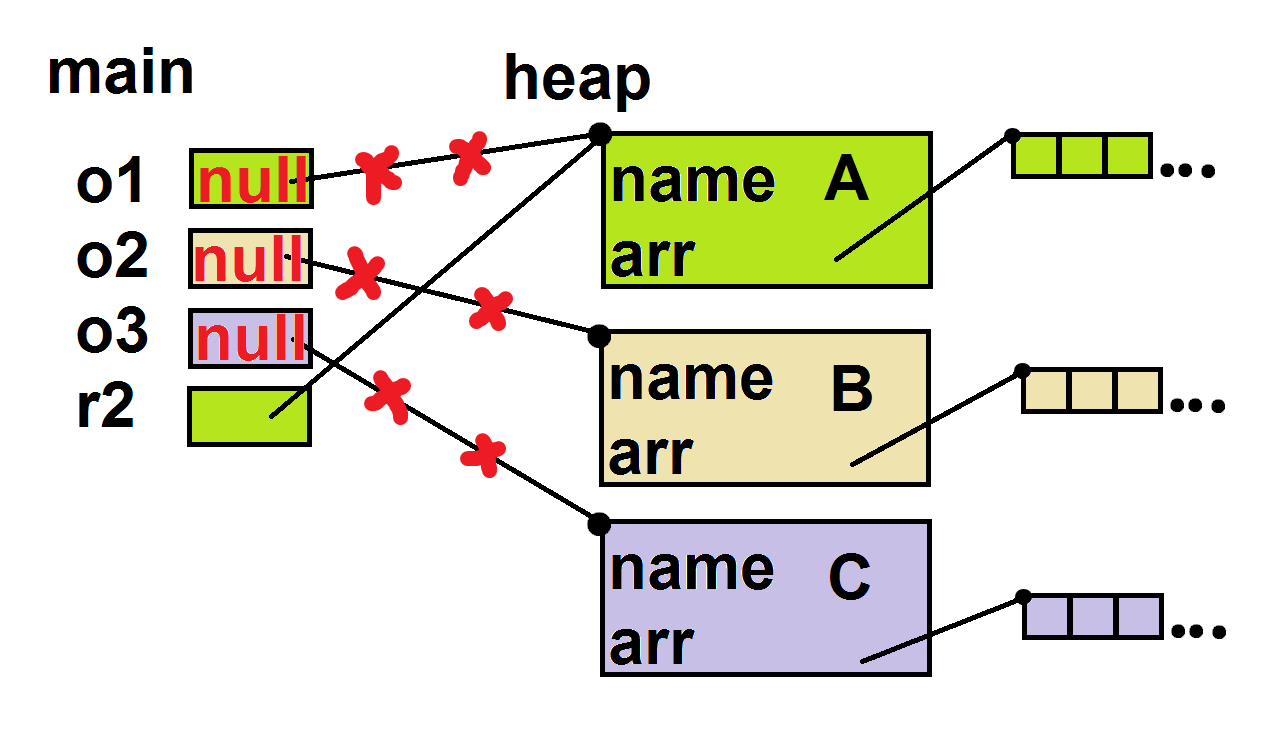 main
heap
o1 null
o2 null
o3 null
r2
name A
arr
...
name B
arr
...
name C
arr
...